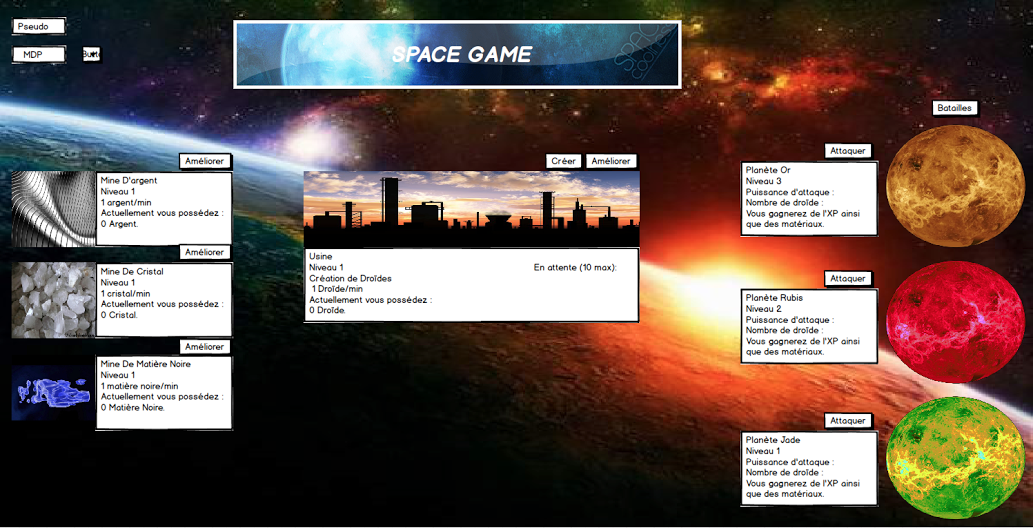 Pseudo
MDP
SPACE GAME
Batailles
Améliorer
Mine D'argent
Niveau 1
1 argent/min
Actuellement vous possédez :
0 Argent.
Améliorer
Mine De Cristal
Niveau 1
1 cristal/min
Actuellement vous possédez :
0 Cristal.
Améliorer
Mine De Matière Noire
Niveau 1
1 matière noire/min
Actuellement vous possédez :
0 Matière Noire.
Créer Améliorer
Usine
Niveau 1 En attente (10 max):
Création de Droïdes
1 Droïde/min
Actuellement vous possédez :
0 Droïde.
Attaquer
Planète Or
Niveau 3
Puissance d'attaque :
Nombre de droïde :
Vous gagnerez de l'XP ainsi
que des matériaux.
Attaquer
Planète Rubis
Niveau 2
Puissance d'attaque :
Nombre de droïde :
Vous gagnerez de l'XP ainsi
que des matériaux.
Attaquer
Planète Jade
Niveau 1
Puissance d'attaque :
Nombre de droïde :
Vous gagnerez de l'XP ainsi
que des matériaux.